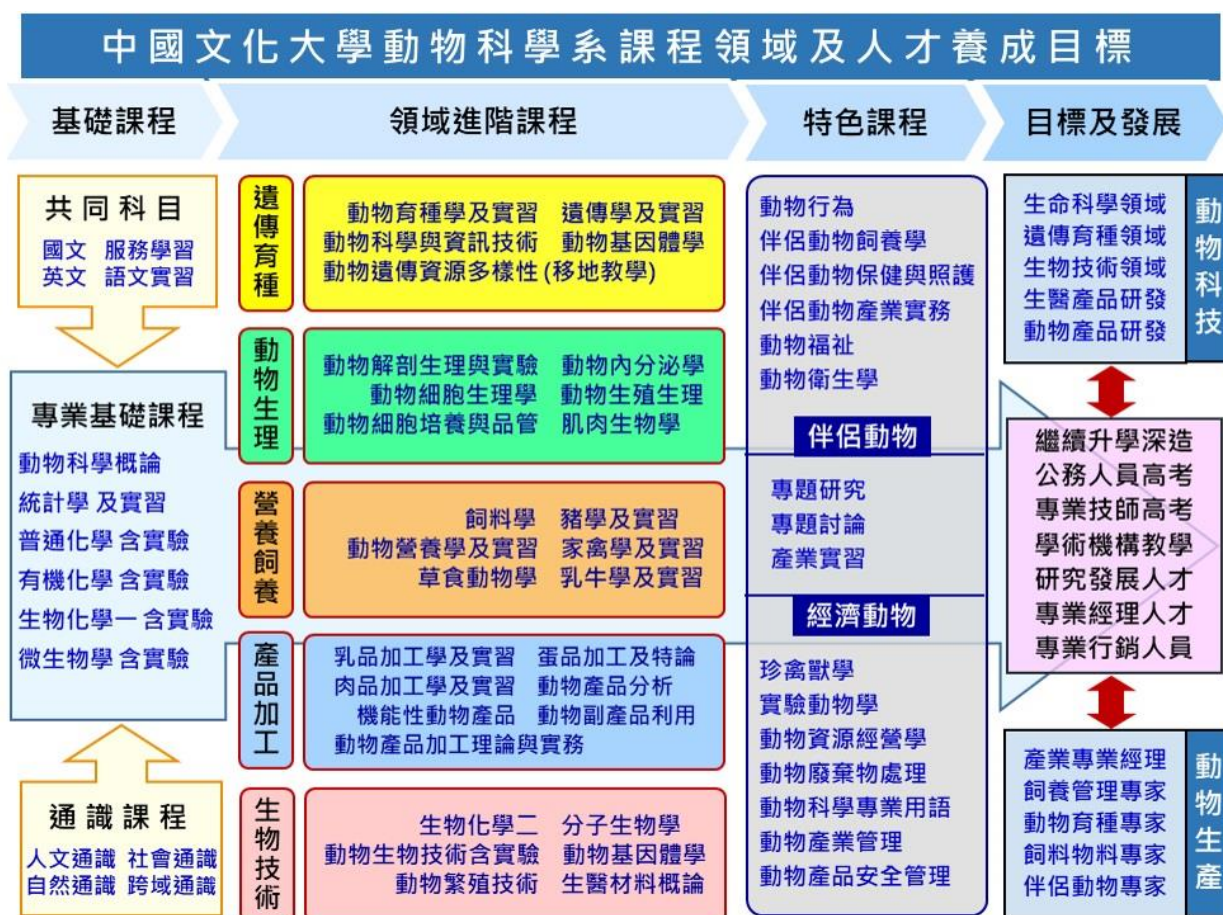 中國文化大學動物科學系課程領域及人才養成目標
基礎課程
領域進階課程
特色課程
目標及發展
共同科目
國文 服務學習
英文 語文實習
專業基礎課程
動物科學概論
統計學 及實習
普通化學 含實驗
有機化學 含實驗
生物化學一 含實驗
微生物學 含實驗
通識課程
人文通識 社會通識
自然通識 跨域通識
遺傳育種
動物育種學及實習 遺傳學及實習
動物科學與資訊技術 動物基因體學
動物遺傳資源多樣性 (移地教學)
動物生理
動物解剖生理與實驗 動物內分泌學
動物細胞生理學 動物生殖生理
動物細胞培養與品管 肌肉生物學
營養飼養
飼料學 豬學及實習
動物營養學及實習 家禽學及實習
草食動物學 乳牛學及實習
產品加工
乳品加工學及實習 蛋品加工及特論
肉品加工學及實習 動物產品分析
機能性動物產品 動物副產品利用
動物產品加工理論與實務
生物技術
生物化學二 分子生物學
動物生物技術含實驗 動物基因體學
動物繁殖技術 生醫材料概論
動物行為
伴侶動物飼養學
伴侶動物保健與照護
伴侶動物產業實務
動物福祉
動物衛生學
伴侶動物
專題研究
專題討論
產業實習
經濟動物
珍禽獸學
實驗動物學
動物資源經營學
動物廢棄物處理
動物科學專業用語
動物產業管理
動物產品安全管理
生命科學領域
遺傳育種領域
生物技術領域
生醫產品研發
動物產品研發
動物科技
繼續升學深造
公務人員高考
專業技師高考
學術機構教學
研究發展人才
專業經理人才
專業行銷人員
產業專業經理
飼養管理專家
動物育種專家
飼料物料專家
伴侶動物專家
動物生產